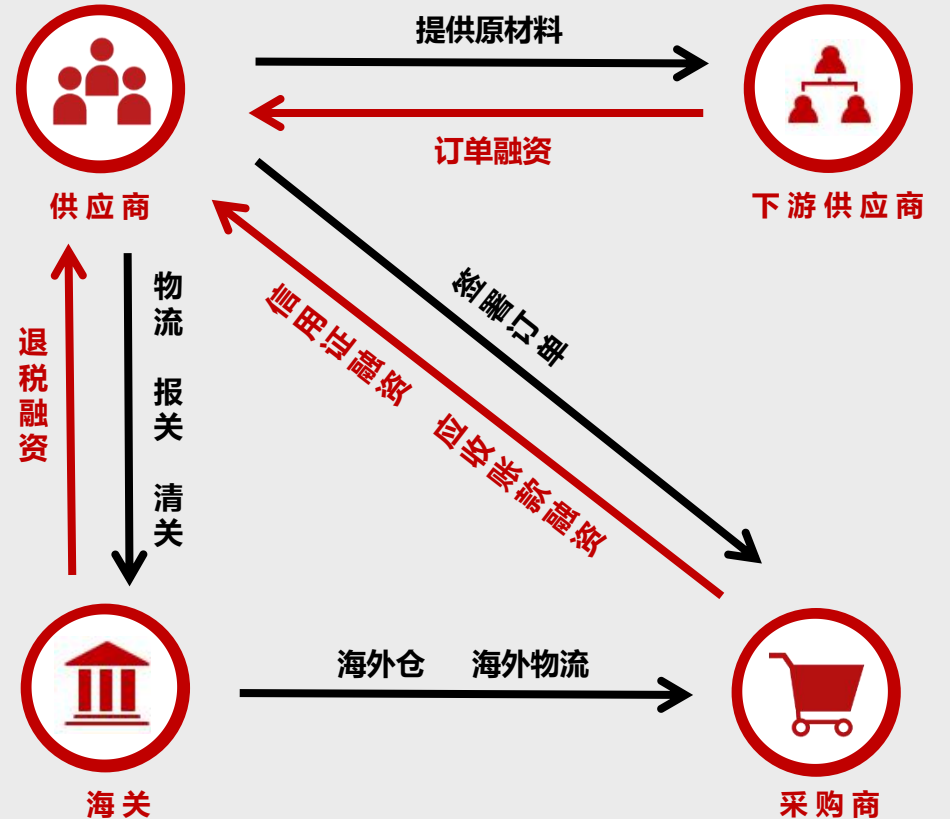 提供原材料
订单融资
供应商
下游供应商
签署订单
信用证融资 应收账款融资
退税融资
物流 报关 清关
海外仓 海外物流
海关
采购商